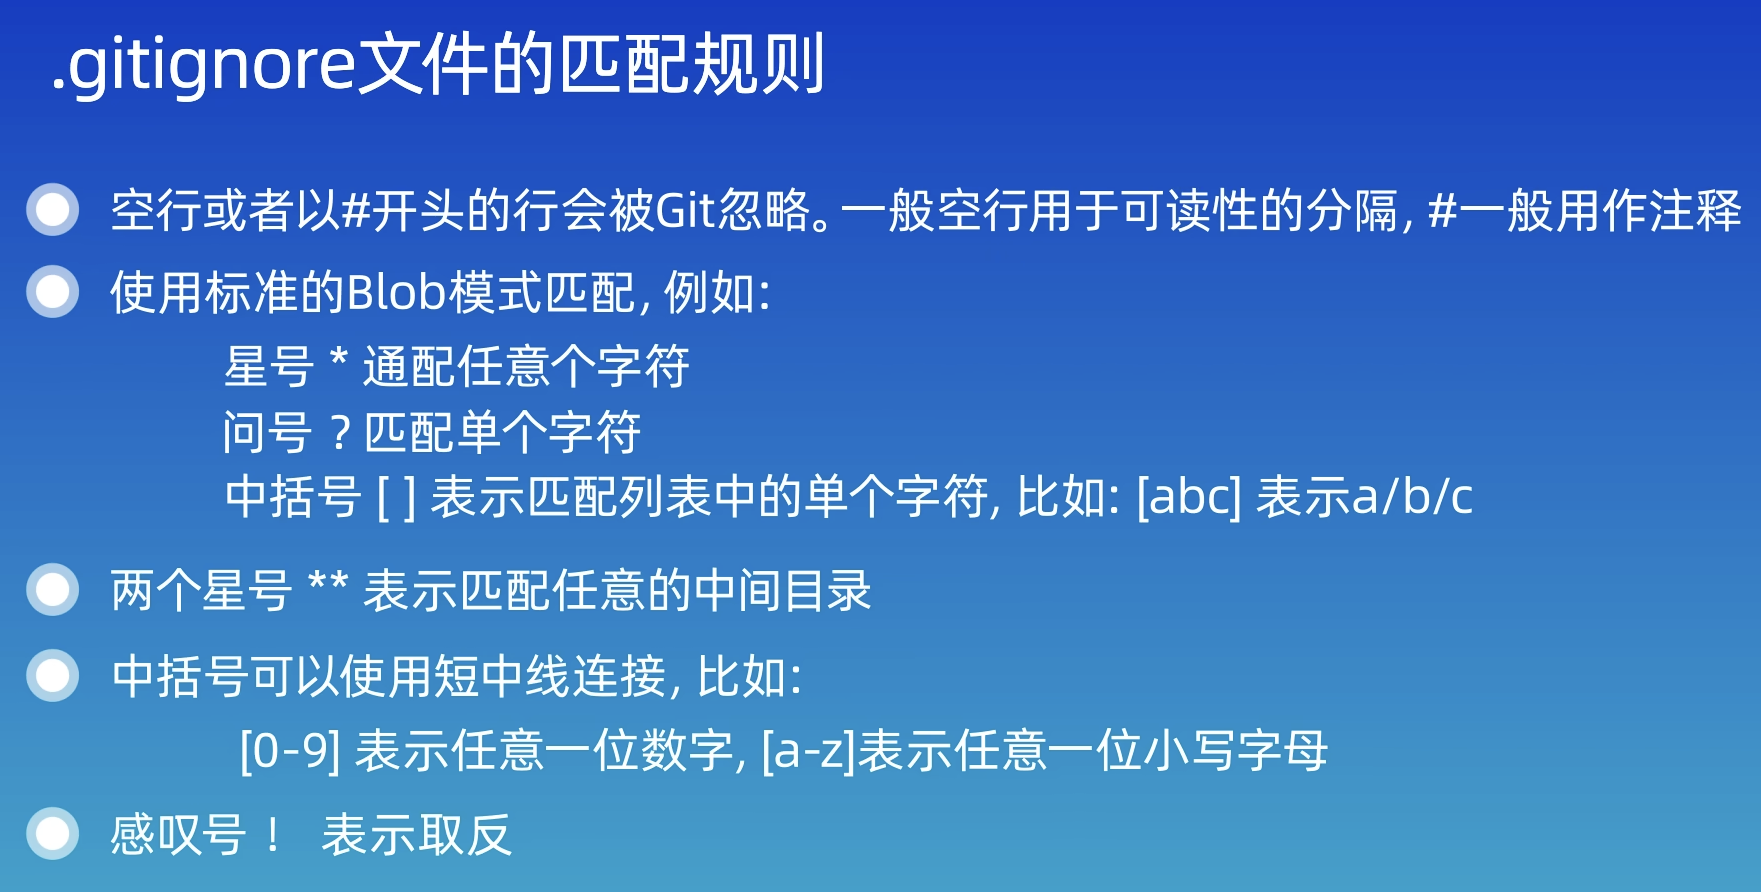 .gitignore文件的匹配规则
空行或者以#开头的行会被Git忽略。一般空行用于可读性的分隔, #一般用作注释
使用标准的Blob模式匹配, 例如:
星号 * 通配任意个字符
问号 ? 匹配单个字符
中括号 [ ] 表示匹配列表中的单个字符, 比如: [abc] 表示a/b/c
两个星号 ** 表示匹配任意的中间目录
中括号可以使用短中线连接, 比如:
[0-9] 表示任意一位数字, [a-z]表示任意一位小写字母
感叹号 ! 表示取反